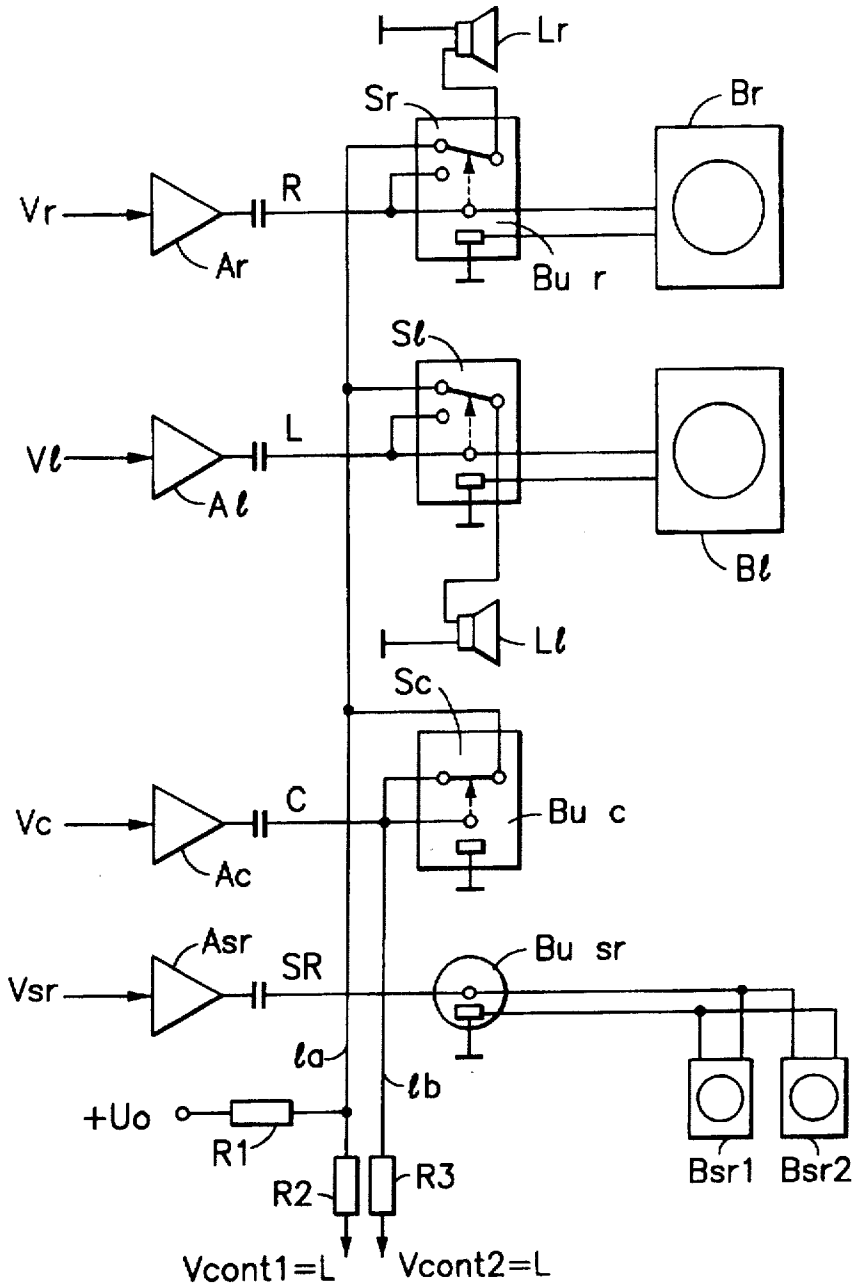 Lr
Sr
Br
Vr
R
Ar
Bu r
Sℓ
Vℓ
L
Aℓ
Bℓ
Lℓ
Sc
Vc
C
Bu c
Ac
Asr
Bu sr
Vsr
SR
ℓa
ℓb
+Uo
R1
R2
R3
Bsr1
Bsr2
Vcont1=L
Vcont2=L